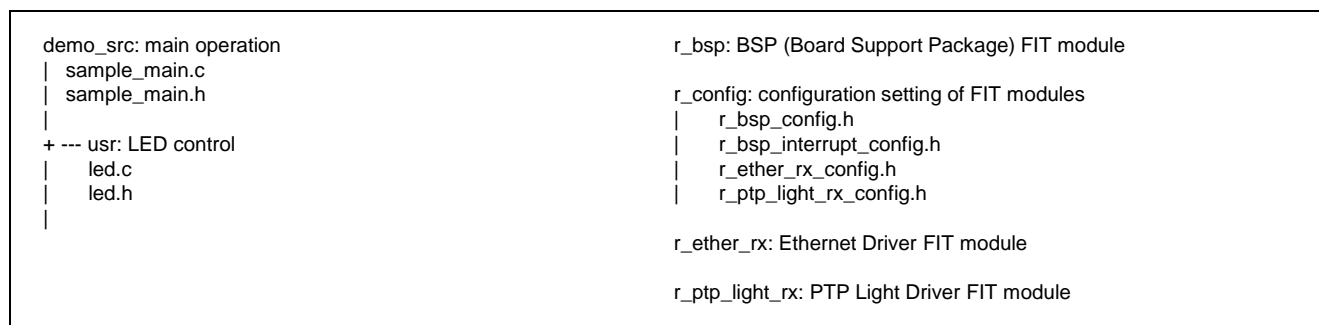 demo_src: main operation
| sample_main.c
| sample_main.h
|
+ --- usr: LED control
| led.c
| led.h
|
r_bsp: BSP (Board Support Package) FIT module
r_config: configuration setting of FIT modules
| r_bsp_config.h
| r_bsp_interrupt_config.h
| r_ether_rx_config.h
| r_ptp_light_rx_config.h
r_ether_rx: Ethernet Driver FIT module
r_ptp_light_rx: PTP Light Driver FIT module